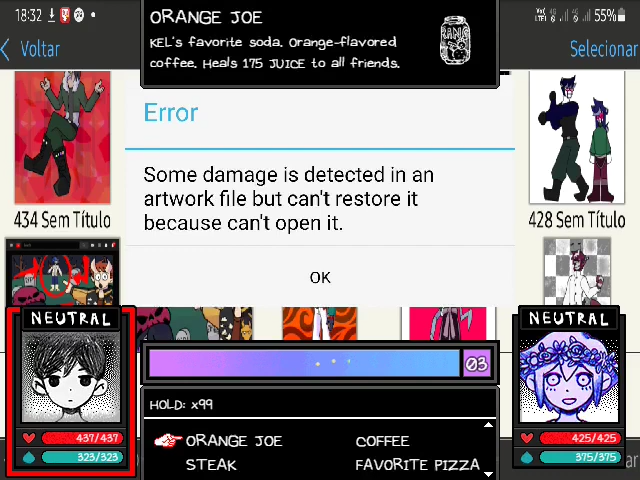 18:32
55%
ORANGE JOE
KEL's favorite soda. Orange-flavored
coffee. Heals 175 JUICE to all friends.
Voltar
Selecionar
Error
Some damage is detected in an
artwork file but can't restore it
because can't open it.
OK
434 Sem Título
428 Sem Título
NEUTRAL
NEUTRAL
03
HOLD: x99
ORANGE JOE
COFFEE
STEAK
FAVORITE PIZZA
437/437
323/323
425/425
375/375
ar